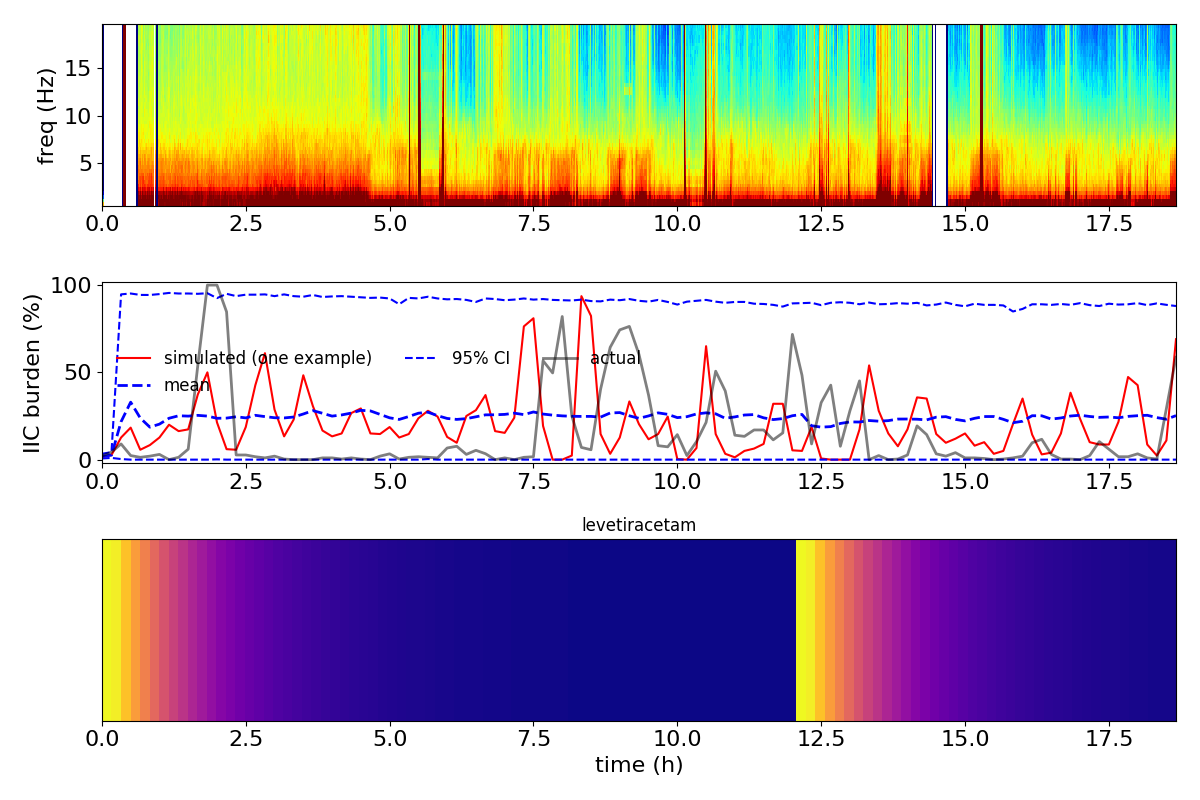 15
10
5
freq (Hz)
0.0 2.5 5.0 7.5 10.0 12.5 15.0 17.5
100
50
0
IIC burden (%)
simulated (one example) 95% CI actual
mean
0.0 2.5 5.0 7.5 10.0 12.5 15.0 17.5
levetiracetam
0.0 2.5 5.0 7.5 10.0 12.5 15.0 17.5
time (h)